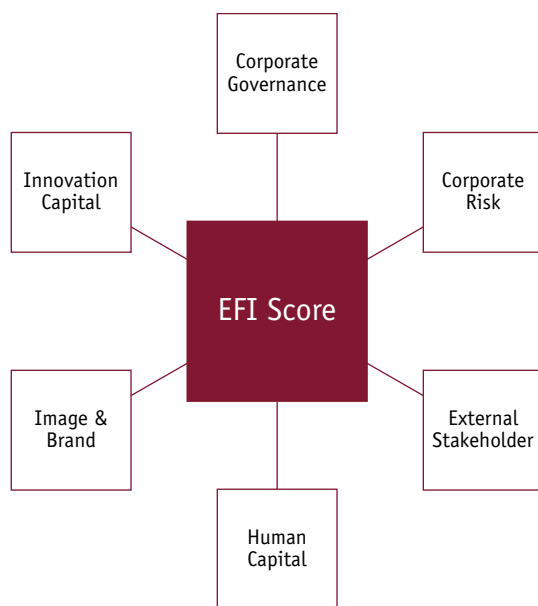 Corporate
Governance
Innovation
Capital
Corporate
Risk
EFI Score
Image &
Brand
External
Stakeholder
Human
Capital